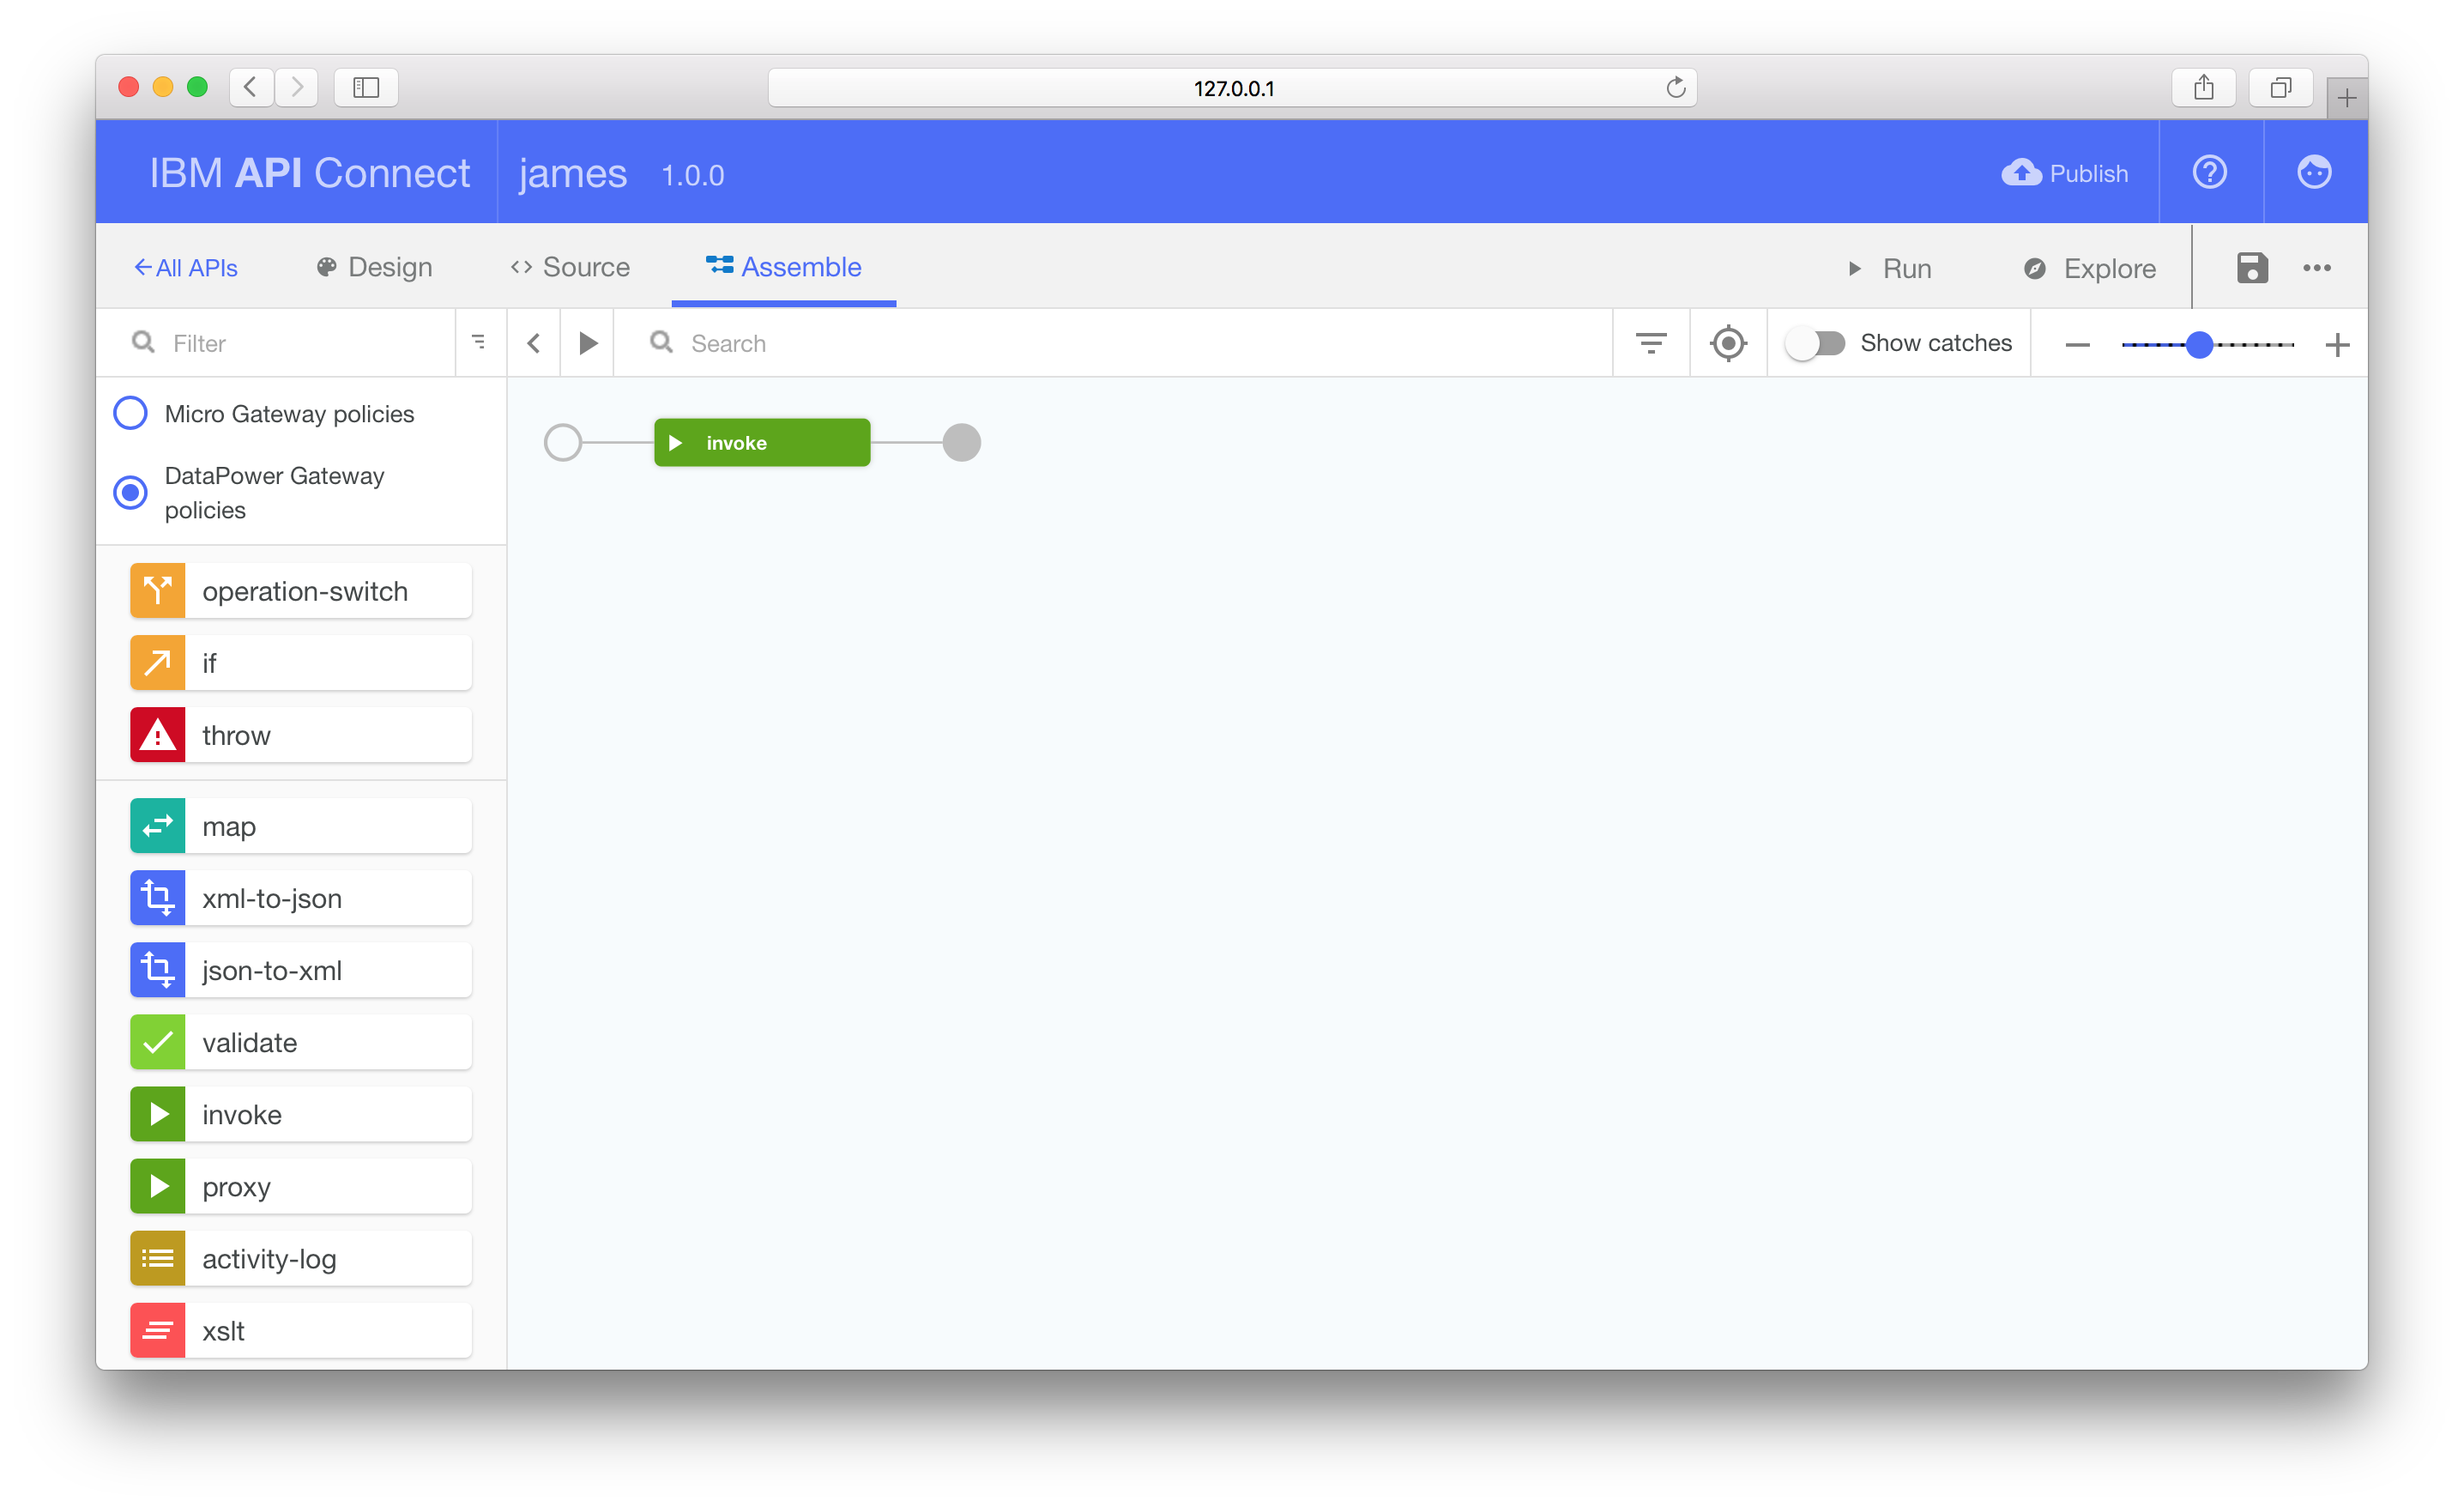 127.0.0.1
IBM API Connect james 1.0.0 Publish
All APIs Design Source Assemble Run Explore
Filter Search Show catches
Micro Gateway policies
DataPower Gateway
policies
invoke
operation-switch
if
throw
map
xml-to-json
json-to-xml
validate
invoke
proxy
activity-log
xslt